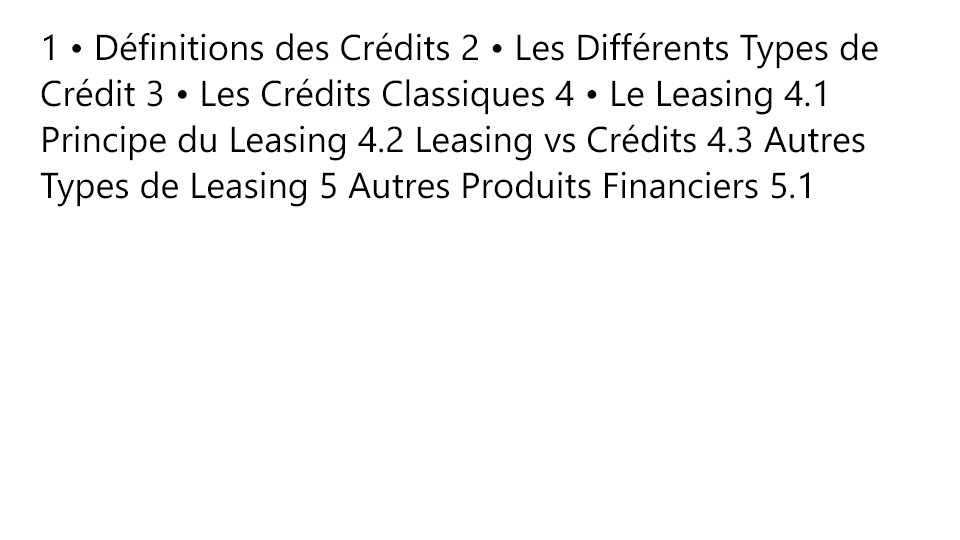 1 • Définitions des Crédits 2 • Les Différents Types de
Crédit 3 • Les Crédits Classiques 4 • Le Leasing 4.1
Principe du Leasing 4.2 Leasing vs Crédits 4.3 Autres
Types de Leasing 5 Autres Produits Financiers 5.1